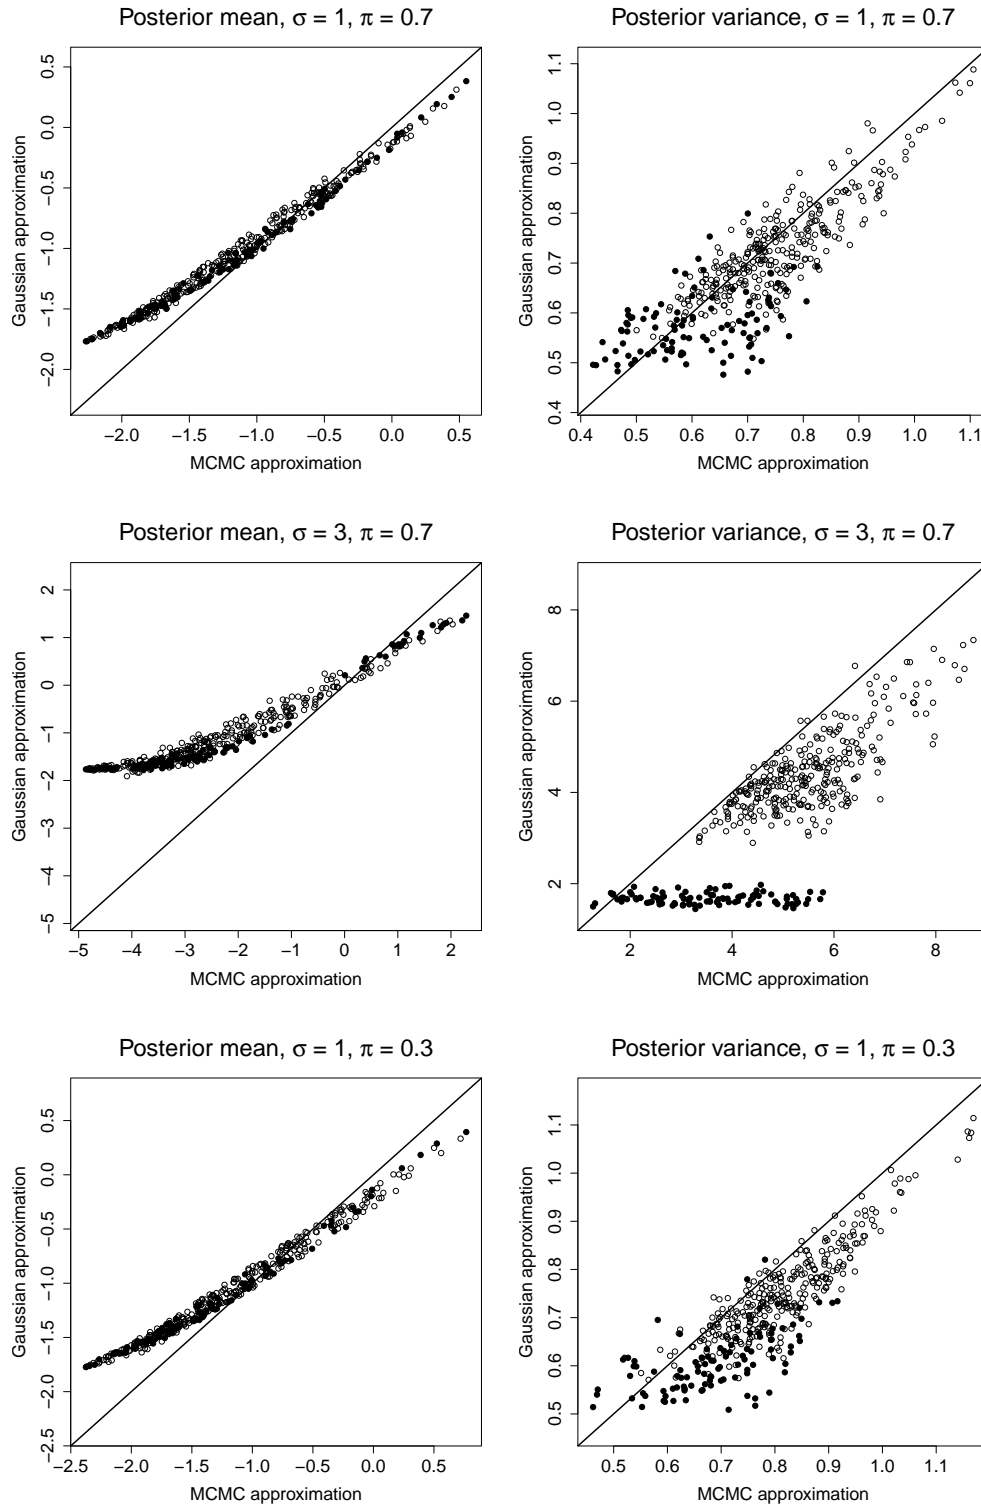 Posterior mean, σ = 1, π = 0.7
Gaussian approximation
0.5
0.0
−0.5
−1.0
−1.5
−2.0
−2.0 −1.5 −1.0 −0.5 0.0 0.5
MCMC approximation
Posterior variance, σ = 1, π = 0.7
Gaussian approximation
1.1
1.0
0.9
0.8
0.7
0.6
0.5
0.4
0.4 0.5 0.6 0.7 0.8 0.9 1.0 1.1
MCMC approximation
Posterior mean, σ = 3, π = 0.7
Gaussian approximation
2
1
0
−1
−2
−3
−4
−5
−5 −4 −3 −2 −1 0 1 2
MCMC approximation
Posterior variance, σ = 3, π = 0.7
Gaussian approximation
8
6
4
2
2 4 6 8
MCMC approximation
Posterior mean, σ = 1, π = 0.3
Gaussian approximation
0.5
0.0
−0.5
−1.0
−1.5
−2.0
−2.5
−2.5 −2.0 −1.5 −1.0 −0.5 0.0 0.5
MCMC approximation
Posterior variance, σ = 1, π = 0.3
Gaussian approximation
1.1
1.0
0.9
0.8
0.7
0.6
0.5
0.5 0.6 0.7 0.8 0.9 1.0 1.1
MCMC approximation